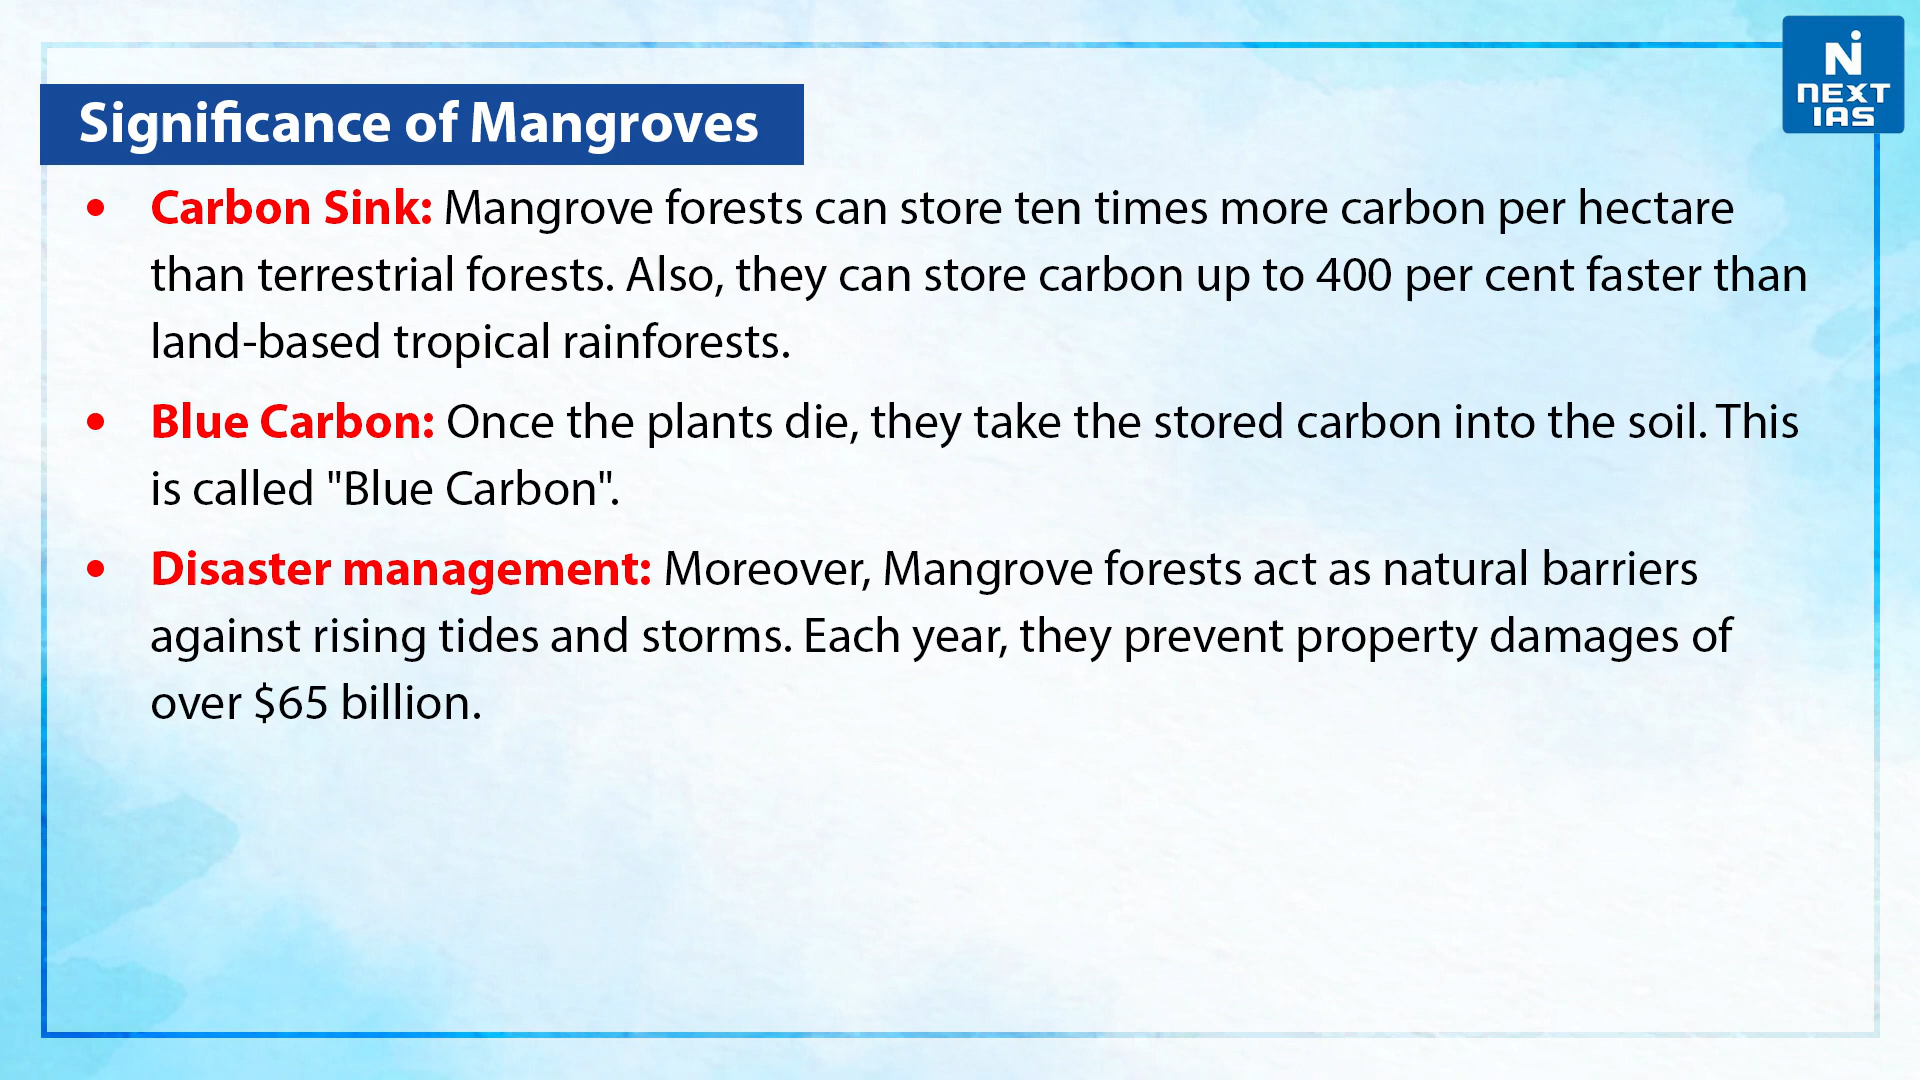 NEXT
IAS
Significance of Mangroves
• Carbon Sink: Mangrove forests can store ten times more carbon per hectare
than terrestrial forests. Also, they can store carbon up to 400 per cent faster than
land-based tropical rainforests.
• Blue Carbon: Once the plants die, they take the stored carbon into the soil. This
is called "Blue Carbon".
• Disaster management: Moreover, Mangrove forests act as natural barriers
against rising tides and storms. Each year, they prevent property damages of
over $65 billion.